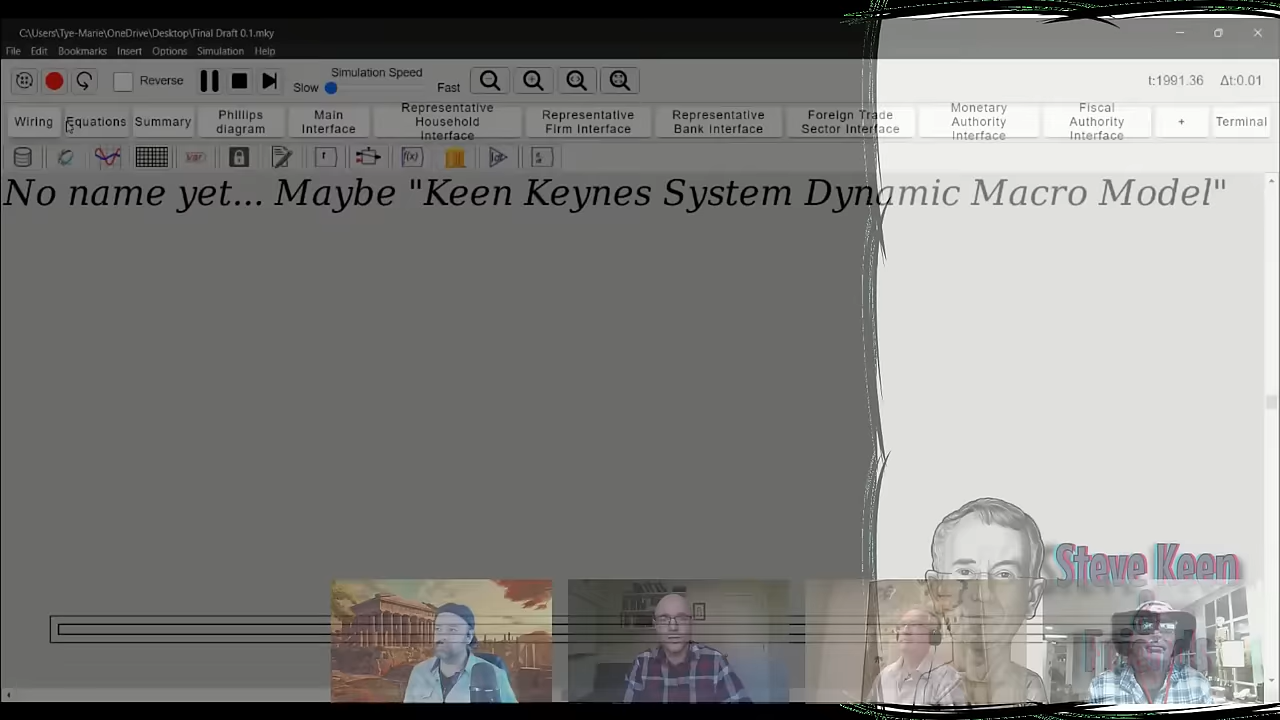 C:\Users\Tye-Marie\OneDrive\Desktop\Final Draft 0.1.mky
File Edit Bookmarks Insert Options Simulation Help
Reverse
Simulation Speed
Slow
Fast
t:1991.36 Δt:0.01
Wiring
Equations
Summary
Phillips
diagram
Main
Interface
Representative
Household
Interface
Representative
Firm Interface
Representative
Bank Interface
Foreign Trade
Sector Interface
Monetary
Authority
Interface
Fiscal
Authority
Interface
+
Terminal
var
f(x)
No name yet... Maybe "Keen Keynes System Dynamic Macro Model"
Steve Keen